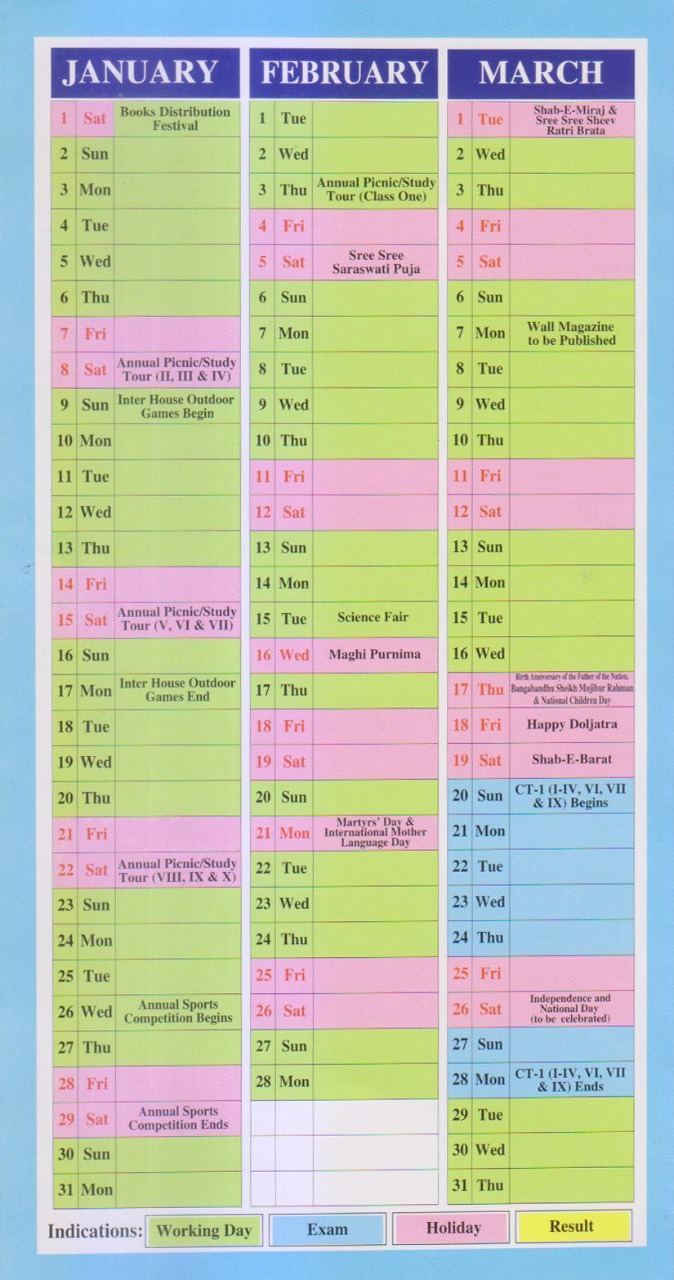 JANUARY
1 Sat Books Distribution
Festival
2 Sun
3 Mon
4 Tue
5 Wed
6 Thu
7 Fri
8 Sat Annual Picnic/Study
Tour (II, III & IV)
9 Sun Inter House Outdoor
Games Begin
10 Mon
11 Tue
12 Wed
13 Thu
14 Fri
15 Sat Annual Picnic/Study
Tour (V, VI & VII)
16 Sun
17 Mon Inter House Outdoor
Games End
18 Tue
19 Wed
20 Thu
21 Fri
22 Sat Annual Picnic/Study
Tour (VIII, IX & X)
23 Sun
24 Mon
25 Tue
26 Wed Annual Sports
Competition Begins
27 Thu
28 Fri
29 Sat Annual Sports
Competition Ends
30 Sun
31 Mon
FEBRUARY
1 Tue
2 Wed
3 Thu Annual Picnic/Study
Tour (Class One)
4 Fri
5 Sat Sree Sree
Saraswati Puja
6 Sun
7 Mon
8 Tue
9 Wed
10 Thu
11 Fri
12 Sat
13 Sun
14 Mon
15 Tue Science Fair
16 Wed Maghi Purnima
17 Thu
18 Fri
19 Sat
20 Sun
21 Mon Martyrs' Day &
International Mother
Language Day
22 Tue
23 Wed
24 Thu
25 Fri
26 Sat
27 Sun
28 Mon
MARCH
1 Tue Shab-E-Miraj &
Sree Sree Sheev
Ratri Brata
2 Wed
3 Thu
4 Fri
5 Sat
6 Sun
7 Mon Wall Magazine
to be Published
8 Tue
9 Wed
10 Thu
11 Fri
12 Sat
13 Sun
14 Mon
15 Tue
16 Wed
17 Thu Birth Anniversary of the Father of the Nation,
Bangabandhu Sheikh Mujibur Rahman
& National Children Day
18 Fri Happy Doljatra
19 Sat Shab-E-Barat
20 Sun CT-1 (I-IV, VI, VII
& IX) Begins
21 Mon
22 Tue
23 Wed
24 Thu
25 Fri
26 Sat Independence and
National Day
(to be celebrated)
27 Sun
28 Mon CT-1 (I-IV, VI, VII
& IX) Ends
29 Tue
30 Wed
31 Thu
Indications: Working Day Exam Holiday Result